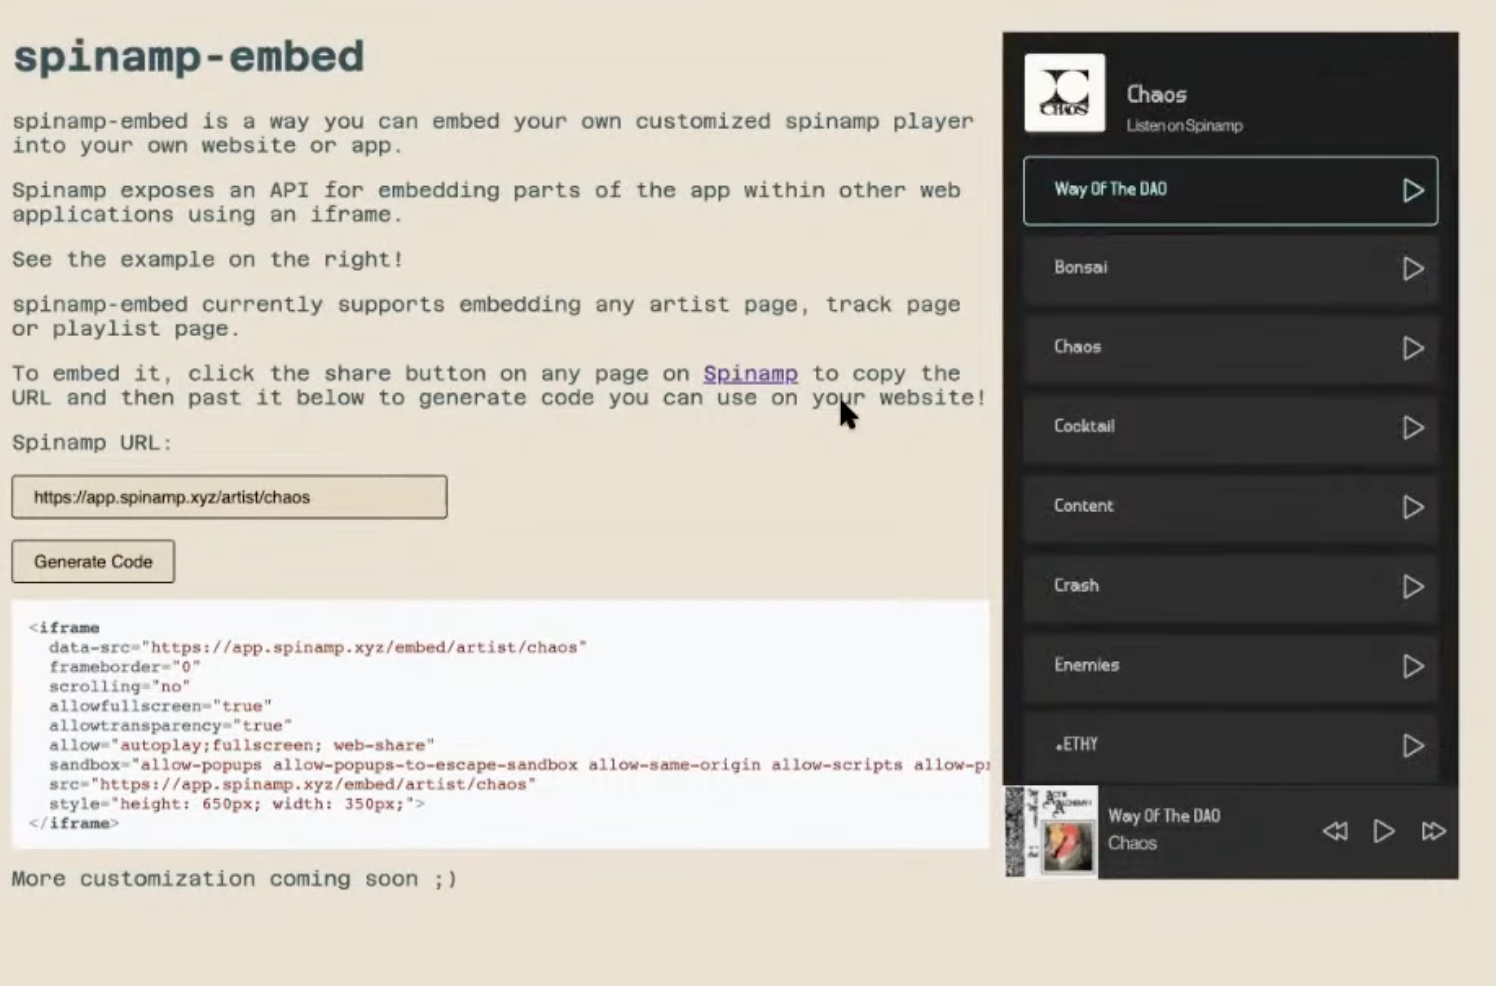 spinamp-embed
spinamp-embed is a way you can embed your own customized spinamp player
into your own website or app.
Spinamp exposes an API for embedding parts of the app within other web
applications using an iframe.
See the example on the right!
spinamp-embed currently supports embedding any artist page, track page
or playlist page.
To embed it, click the share button on any page on Spinamp to copy the
URL and then past it below to generate code you can use on your website!
Spinamp URL:
https://app.spinamp.xyz/artist/chaos
Generate Code
<iframe
data-src="https://app.spinamp.xyz/embed/artist/chaos"
frameborder="0"
scrolling="no"
allowfullscreen="true"
allowtransparency="true"
allow="autoplay;fullscreen; web-share"
sandbox="allow-popups allow-popups-to-escape-sandbox allow-same-origin allow-scripts
src="https://app.spinamp.xyz/embed/artist/chaos"
style="height: 650px; width: 350px;">
</iframe>
More customization coming soon ;)
CHAOS
Chaos
Listen on Spinamp
Way Of The DAO
Bonsai
Chaos
Cocktail
Content
Crash
Enemies
.ETHY
Way Of The DAO
Chaos